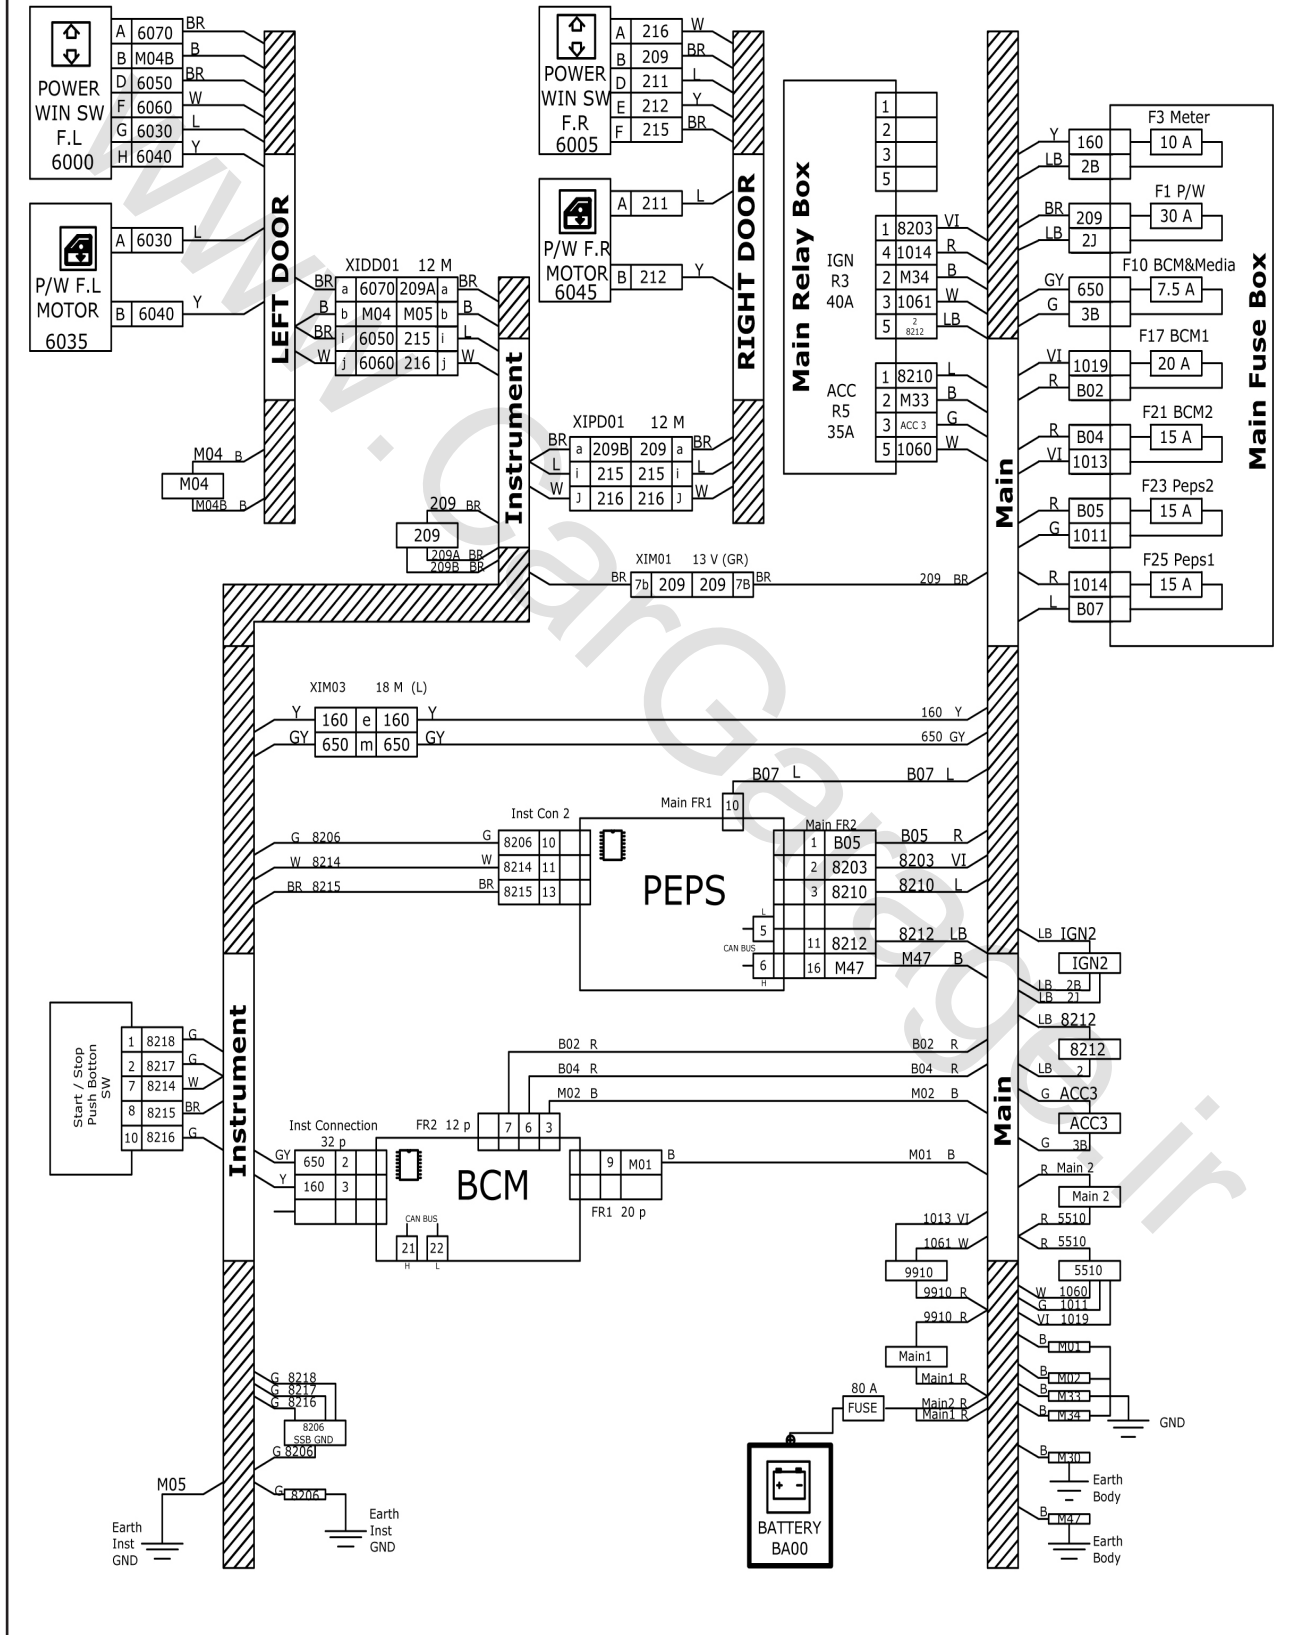 POWER
WIN SW
F.L
6000
A 6070 BR
B M04B B
D 6050 BR
F 6060 W
G 6030 L
H 6040 Y
P/W F.L
MOTOR
6035
A 6030 L
B 6040 Y
LEFT DOOR
POWER
WIN SW
F.R
6005
A 216 W
B 209 BR
D 211 L
E 212 Y
F 215 BR
P/W F.R
MOTOR
6045
A 211 L
B 212 Y
RIGHT DOOR
XIDD01 12 M
BR a 6070 209A a BR
B b M04 M05 b B
BR i 6050 215 i L
W j 6060 216 j W
M04 B
M04
M04B B
Instrument
XIPD01 12 M
BR a 209B 209 a BR
L i 215 215 i L
W J 216 216 J W
209 BR
209
209A BR
209B BR
XIM01 13 V (GR)
BR 7b 209 209 7B BR
209 BR
Main Relay Box
1
2
3
5
IGN
R3
40A
1 8203 VI
4 1014 R
2 M34 B
3 1061 W
5 2 8212 LB
ACC
R5
35A
1 8210 L
2 M33 B
3 ACC 3 G
5 1060 W
Main
Main Fuse Box
F3 Meter
Y 160 10 A
LB 2B
F1 P/W
BR 209 30 A
LB 2J
F10 BCM&Media
GY 650 7.5 A
G 3B
F17 BCM1
VI 1019 20 A
R B02
F21 BCM2
R B04 15 A
VI 1013
F23 Peps2
R B05 15 A
G 1011
F25 Peps1
R 1014 15 A
L B07
XIM03 18 M (L)
Y 160 e 160 Y
160 Y
GY 650 m 650 GY
650 GY
B07 L
B07 L
Main FR1 10
Inst Con 2
G 8206 G 8206 10
W 8214 W 8214 11
BR 8215 BR 8215 13
PEPS
Main FR2
1 B05 B05 R
2 8203 8203 VI
3 8210 8210 L
L
5
CAN BUS
11 8212 8212 LB
6
H
16 M47 M47 B
LB IGN2
IGN2
LB 2B
LB 2J
LB 8212
8212
LB 2
G ACC3
ACC3
G 3B
R Main 2
Main 2
R 5510
R 5510
5510
W 1060
G 1011
VI 1019
Start / Stop
Push Botton
SW
1 8218 G
2 8217 G
7 8214 W
8 8215 BR
10 8216 G
Instrument
B02 R B02 R
B04 R B04 R
M02 B M02 B
Inst Connection
32 p
FR2 12 p 7 6 3
GY 650 2
Y 160 3
BCM
9 M01 B
M01 B
FR1 20 p
CAN BUS
21 22
H L
Main
1013 VI
1061 W
9910
9910 R
9910 R
Main1
Main1 R
Main2 R
Main1 R
80 A
FUSE
BATTERY
BA00
+ -
B M01
B M02
B M33
B M34
GND
B M30
Earth
Body
B M47
Earth
Body
G 8218
G 8217
G 8216
8206
SSB GND
G 8206
G 8206
Earth
Inst
GND
M05
Earth
Inst
GND
www.CarGarage.ir